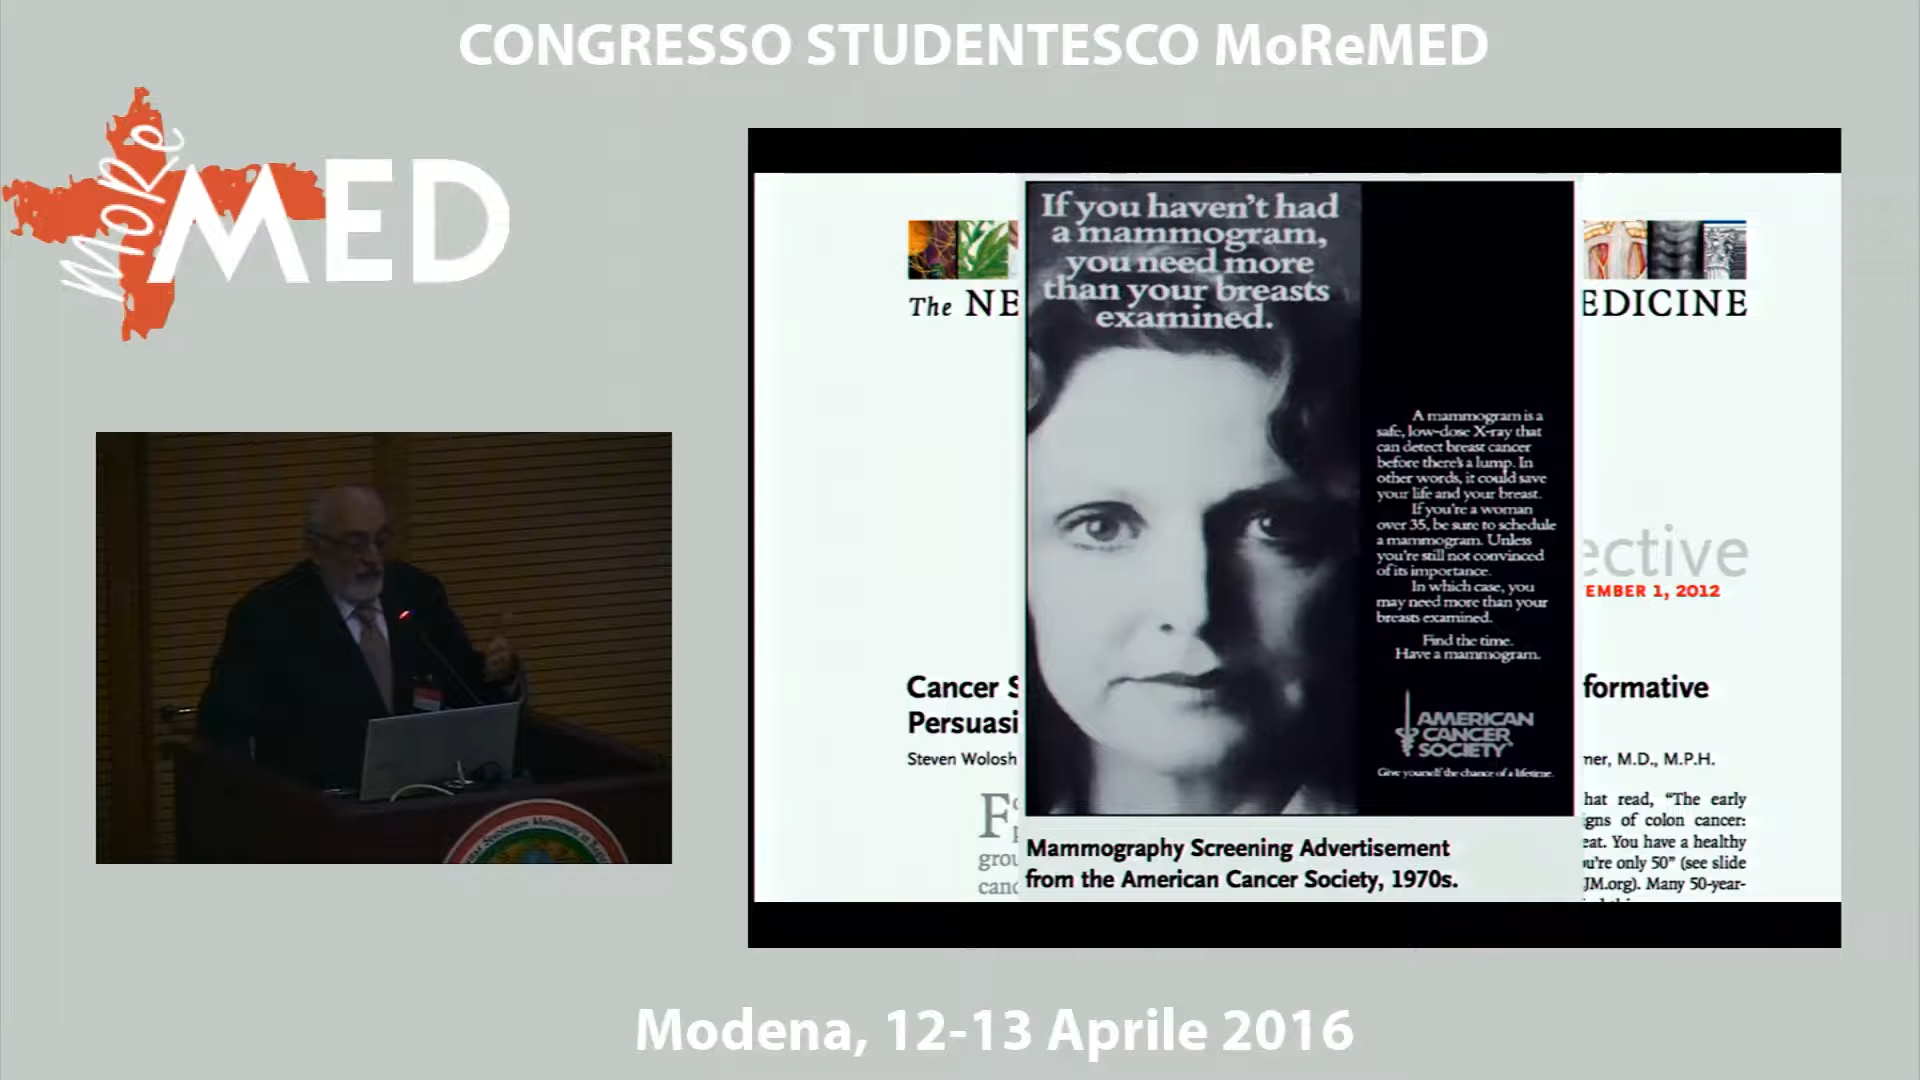 CONGRESSO STUDENTESCO MoReMED
MoRe
MED
The NE
EDICINE
ective
EMBER 1, 2012
Cancer S
formative
Persuasi
Steven Wolosh
ner, M.D., M.P.H.
F
grou
canc
hat read, “The early
igns of colon cancer:
eat. You have a healthy
u’re only 50” (see slide
JM.org). Many 50-year-
If you haven’t had
a mammogram,
you need more
than your breasts
examined.
A mammogram is a
safe, low-dose X-ray that
can detect breast cancer
before there’s a lump. In
other words, it could save
your life and your breast.
If you’re a woman
over 35, be sure to schedule
a mammogram. Unless
you’re still not convinced
of its importance.
In which case, you
may need more than your
breasts examined.
Find the time.
Have a mammogram.
AMERICAN
CANCER
SOCIETY
Give yourself the chance of a lifetime.
Mammography Screening Advertisement
from the American Cancer Society, 1970s.
Modena, 12-13 Aprile 2016